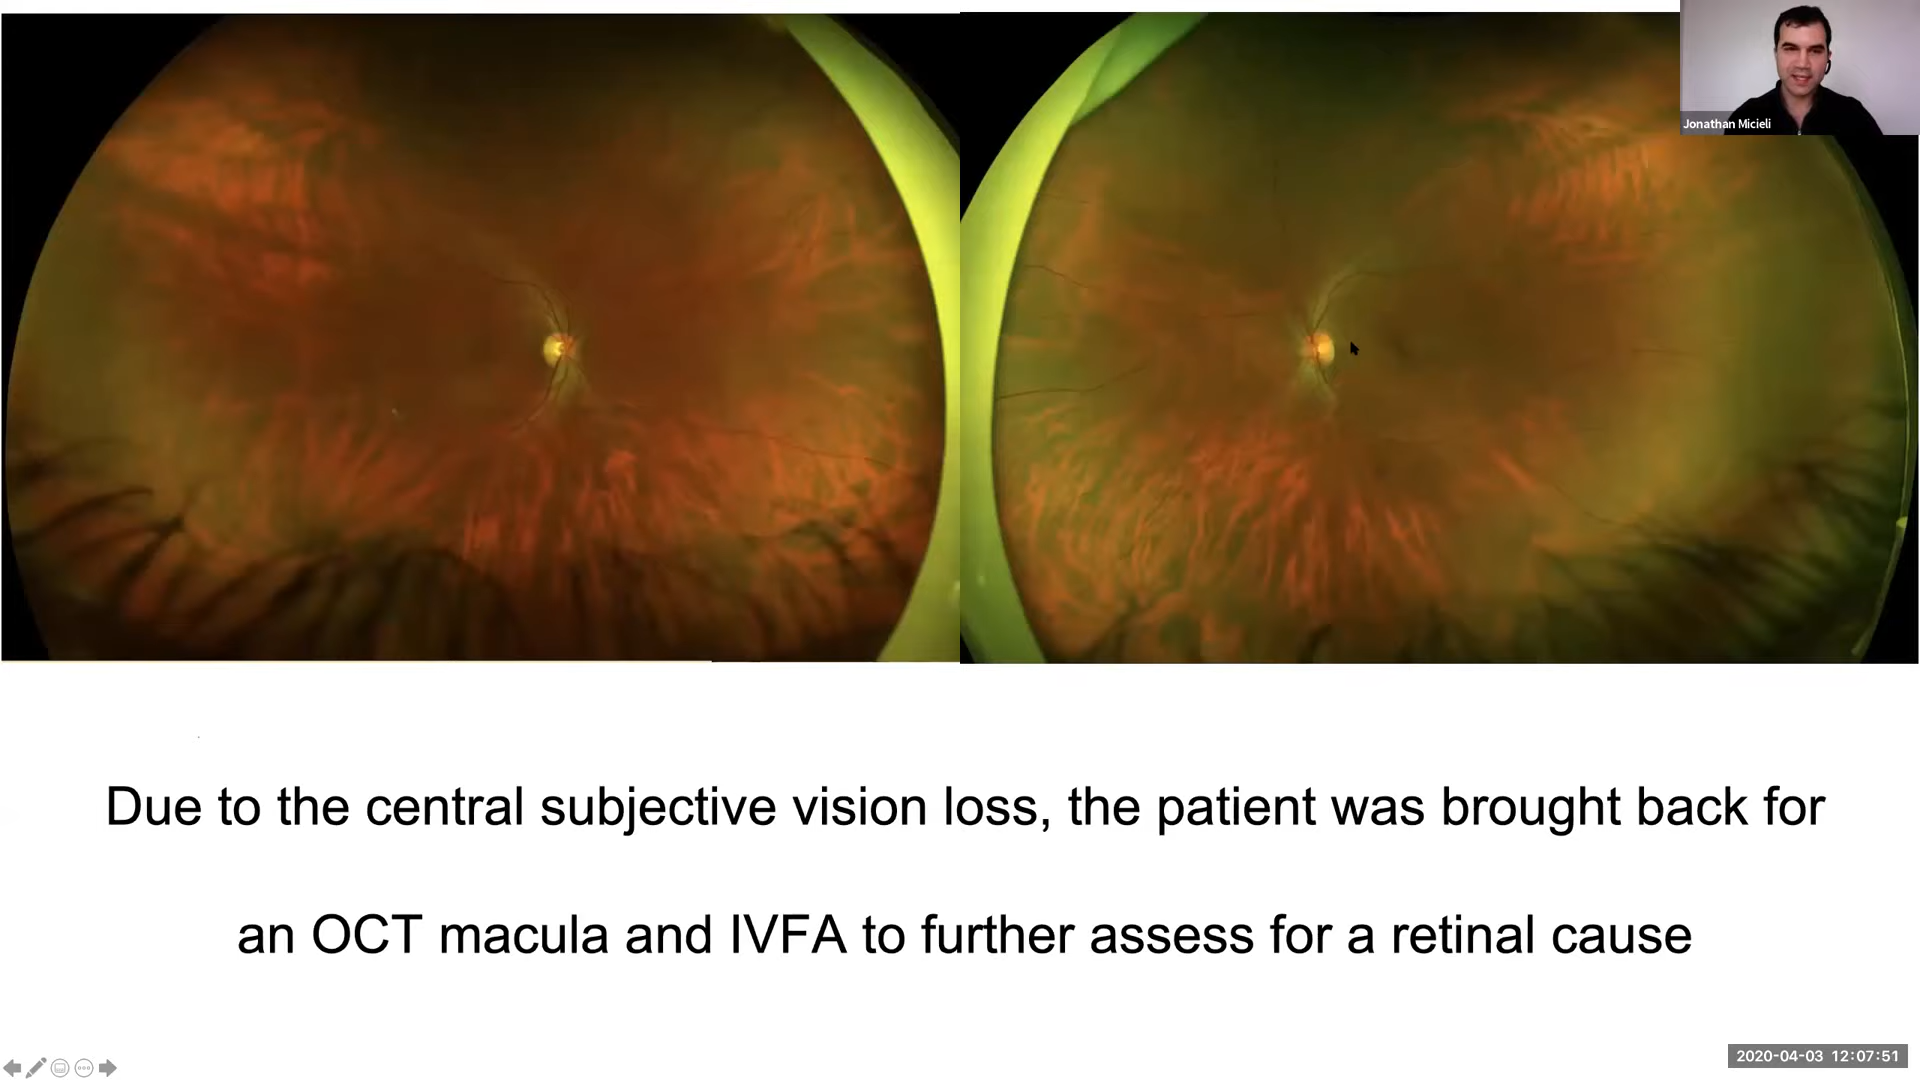 Jonathan Micieli
Due to the central subjective vision loss, the patient was brought back for
an OCT macula and IVFA to further assess for a retinal cause
2020-04-03 12:07:51